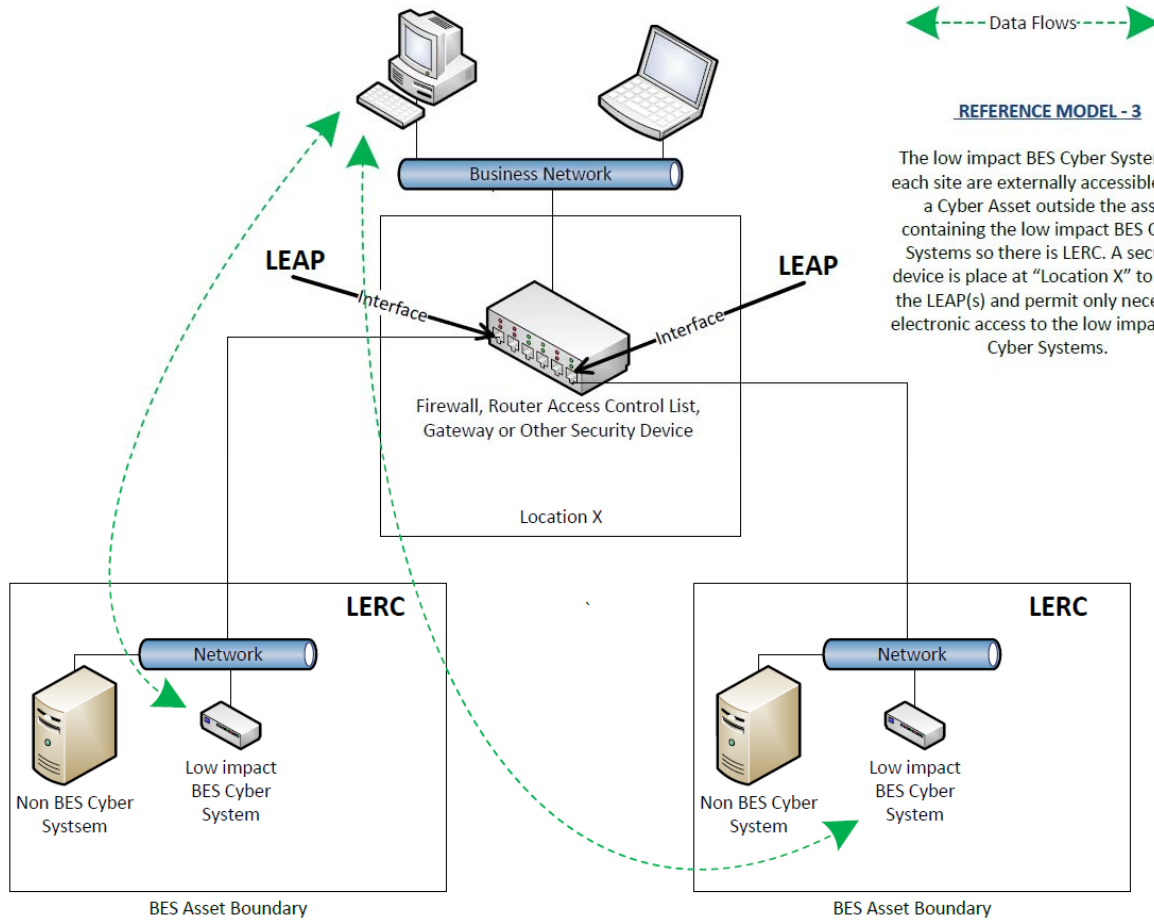 Data Flows
REFERENCE MODEL - 3
The low impact BES Cyber System
each site are externally accessible
a Cyber Asset outside the ass
containing the low impact BES C
Systems so there is LERC. A sec
device is place at “Location X” to
the LEAP(s) and permit only nece
electronic access to the low impa
Cyber Systems.
Business Network
LEAP
LEAP
Interface
Interface
Firewall, Router Access Control List,
Gateway or Other Security Device
Location X
LERC
Network
Non BES Cyber
Systsem
Low impact
BES Cyber
System
BES Asset Boundary
LERC
Network
Non BES Cyber
System
Low impact
BES Cyber
System
BES Asset Boundary